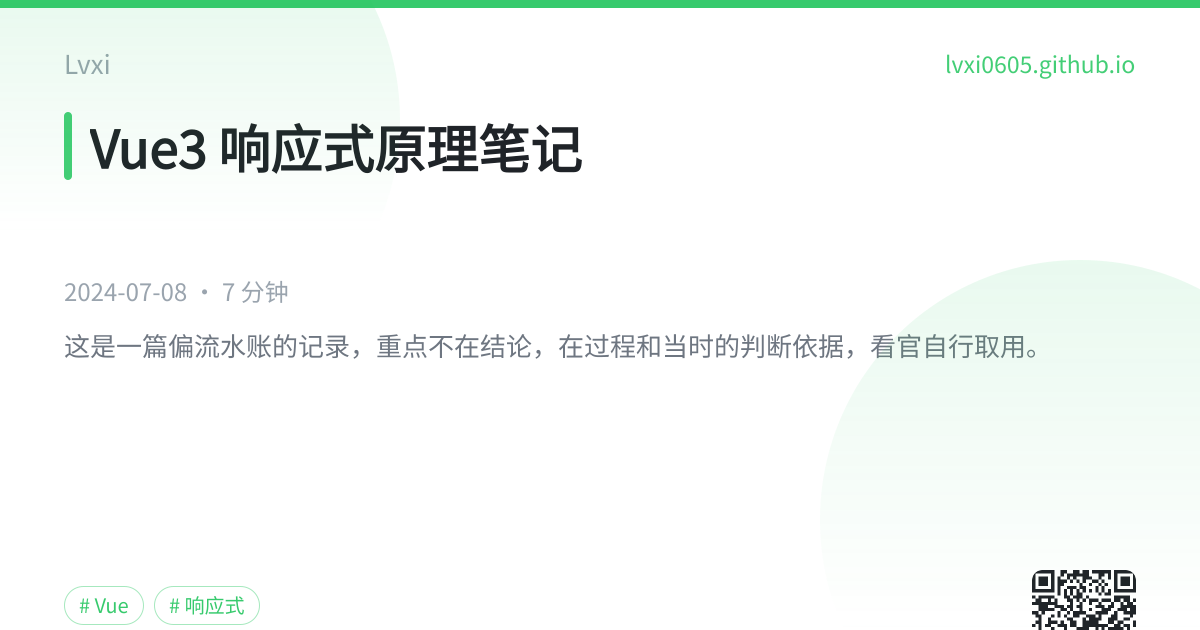 Lvxi
lvxi0605.github.io
Vue3 响应式原理笔记
2024-07-08 · 7 分钟
这是一篇偏流水账的记录，重点不在结论，在过程和当时的判断依据，看官自行取用。
# Vue
# 响应式